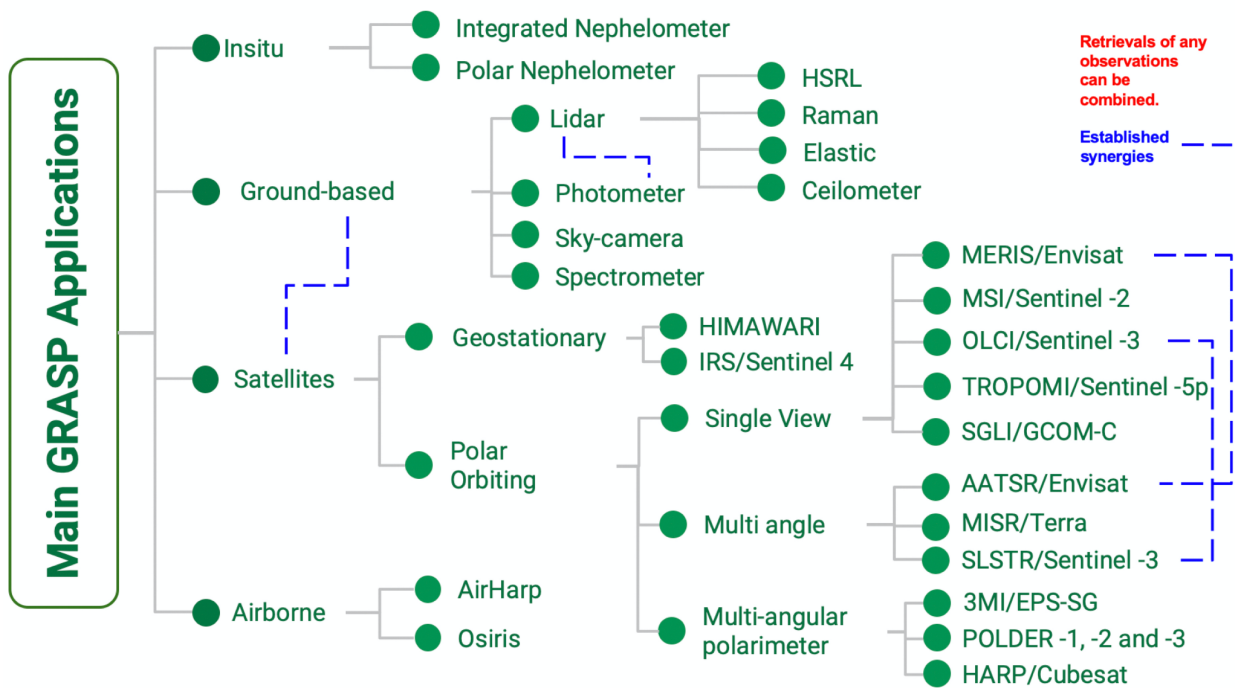 Main GRASP Applications
Insitu
Integrated Nephelometer
Polar Nephelometer
Ground-based
Lidar
HSRL
Raman
Elastic
Ceilometer
Photometer
Sky-camera
Spectrometer
Satellites
Geostationary
HIMAWARI
IRS/Sentinel 4
Polar
Orbiting
Single View
MERIS/Envisat
MSI/Sentinel -2
OLCI/Sentinel -3
TROPOMI/Sentinel -5p
SGLI/GCOM-C
Multi angle
AATSR/Envisat
MISR/Terra
SLSTR/Sentinel -3
Multi-angular
polarimeter
3MI/EPS-SG
POLDER -1, -2 and -3
HARP/Cubesat
Airborne
AirHarp
Osiris
Retrievals of any
observations
can be
combined.
Established
synergies